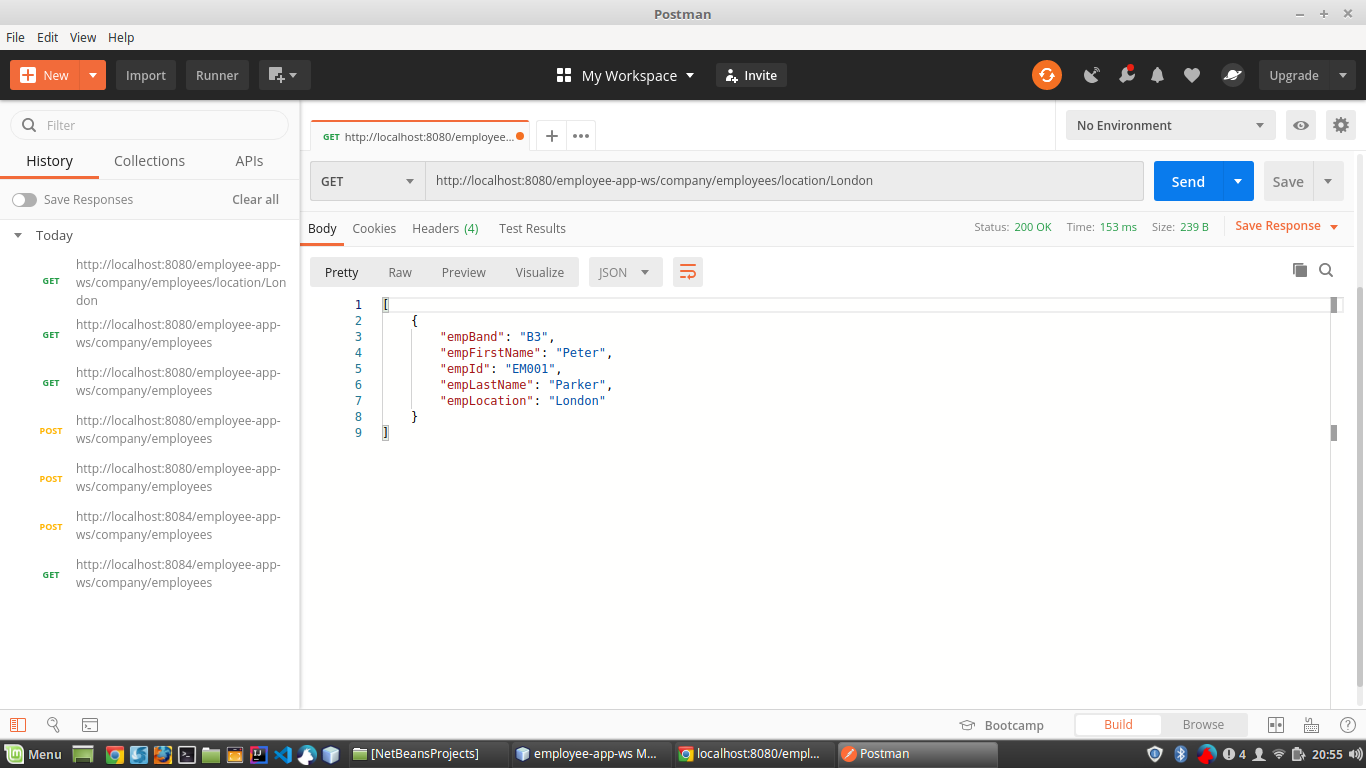 Postman
File Edit View Help
New Import Runner My Workspace Invite Upgrade
Filter
History Collections APIs
Save Responses Clear all
Today
GET http://localhost:8080/employee-app-
ws/company/employees/location/Lon
don
GET http://localhost:8080/employee-app-
ws/company/employees
GET http://localhost:8080/employee-app-
ws/company/employees
POST http://localhost:8080/employee-app-
ws/company/employees
POST http://localhost:8080/employee-app-
ws/company/employees
POST http://localhost:8084/employee-app-
ws/company/employees
GET http://localhost:8084/employee-app-
ws/company/employees
GET http://localhost:8080/employee... + ••• No Environment
GET http://localhost:8080/employee-app-ws/company/employees/location/London Send Save
Body Cookies Headers (4) Test Results Status: 200 OK Time: 153 ms Size: 239 B Save Response
Pretty Raw Preview Visualize JSON
1 [
2 {
3 "empBand": "B3",
4 "empFirstName": "Peter",
5 "empId": "EM001",
6 "empLastName": "Parker",
7 "empLocation": "London"
8 }
9 ]
Bootcamp Build Browse
Menu [NetBeansProjects] employee-app-ws M... localhost:8080/empl... Postman 4 20:55